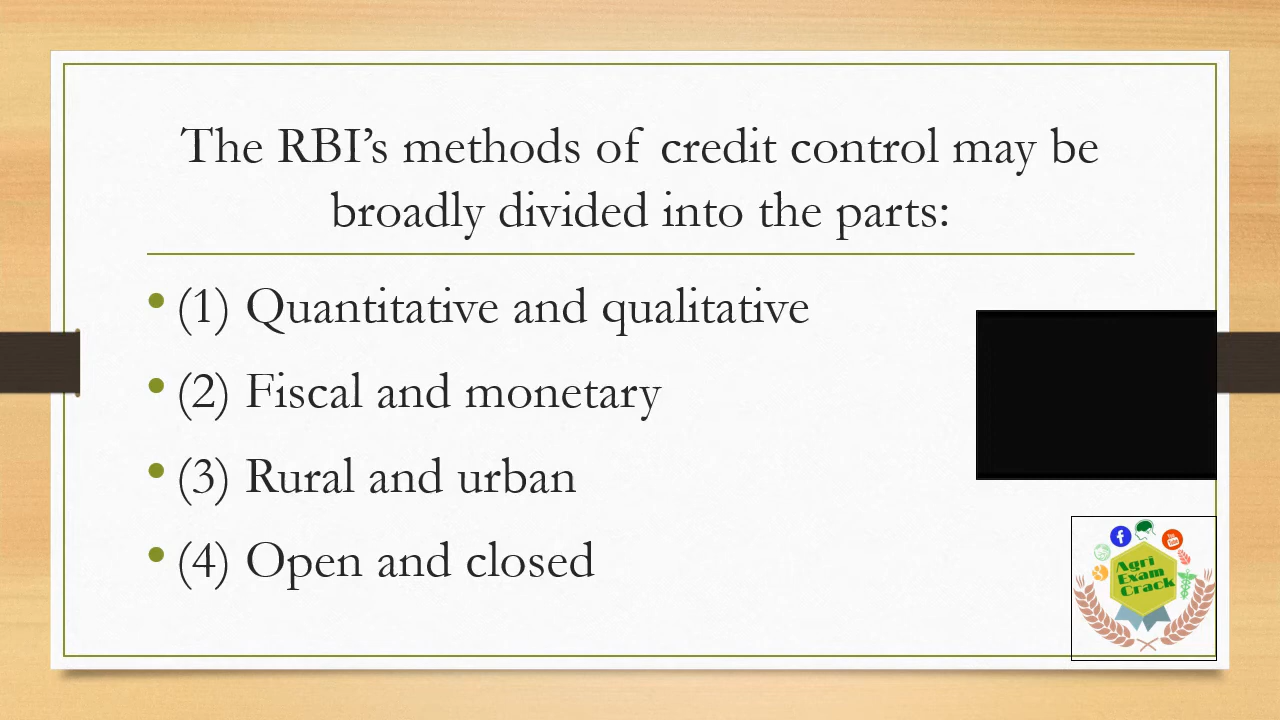 The RBI’s methods of credit control may be
broadly divided into the parts:
• (1) Quantitative and qualitative
• (2) Fiscal and monetary
• (3) Rural and urban
• (4) Open and closed
Agri
Exam
Crack